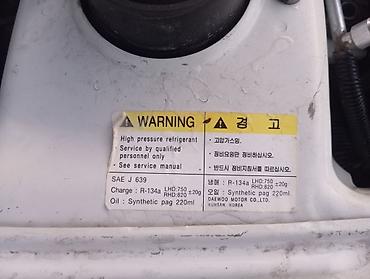 ⚠ WARNING
High pressure refrigerant
· Service by qualified
personnel only
- See service manual
SAE J 639
Charge : R-134a LHD:750
RHD:820 ±20g
Oil : Synthetic pag 220ml
⚠ 경 고
· 고압가스임.
· 정비요원만 정비하십시오.
· 반드시 정비지침서를 따르십시오.
냉매 : R-134a LHD:750
RHD:820 ±20g
오일 : Synthetic pag 220ml
DAEWOO MOTOR CO.,LTD.
KUNSAN, KOREA